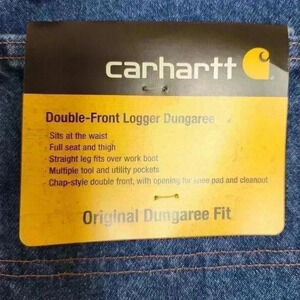 carhartt
Double-Front Logger Dungaree
- Sits at the waist
- Full seat and thigh
- Straight leg fits over work boot
- Multiple tool and utility pockets
- Chap-style double front, with opening for knee pad and cleanout
Original Dungaree Fit